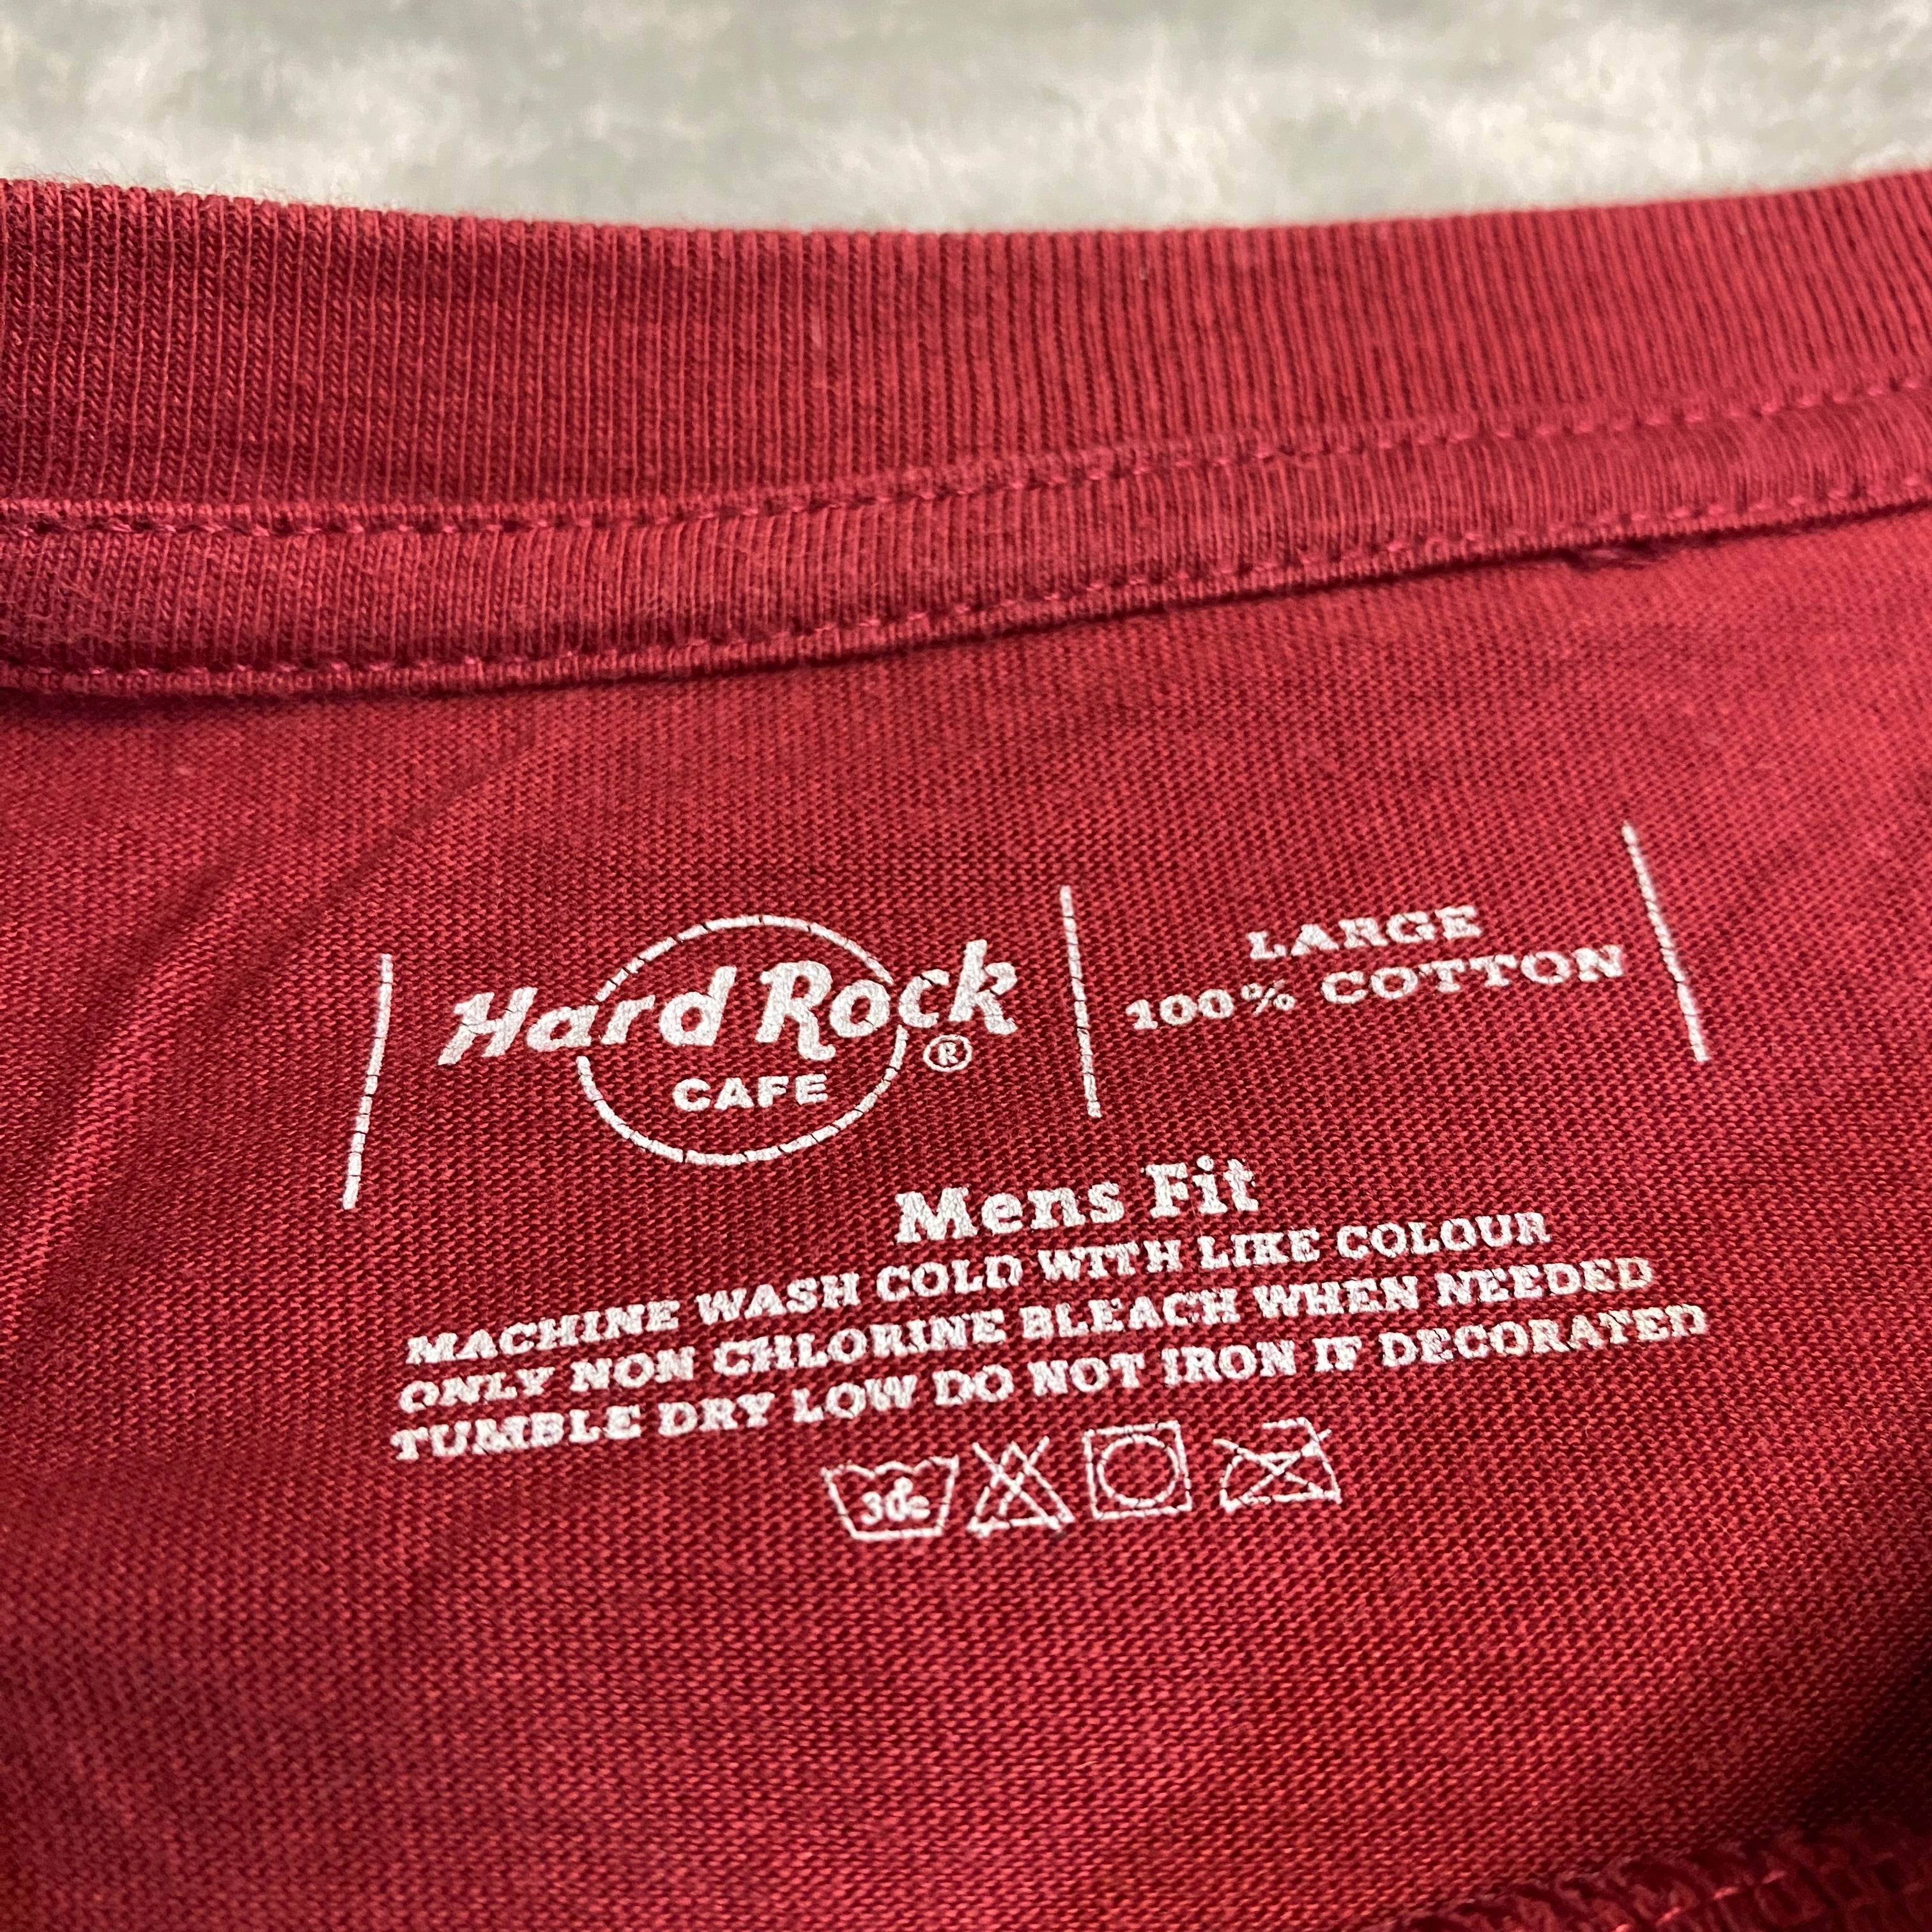 Hard Rock
®
CAFE
LARGE
100% COTTON
Mens Fit
MACHINE WASH COLD WITH LIKE COLOUR
ONLY NON CHLORINE BLEACH WHEN NEEDED
TUMBLE DRY LOW DO NOT IRON IF DECORATED